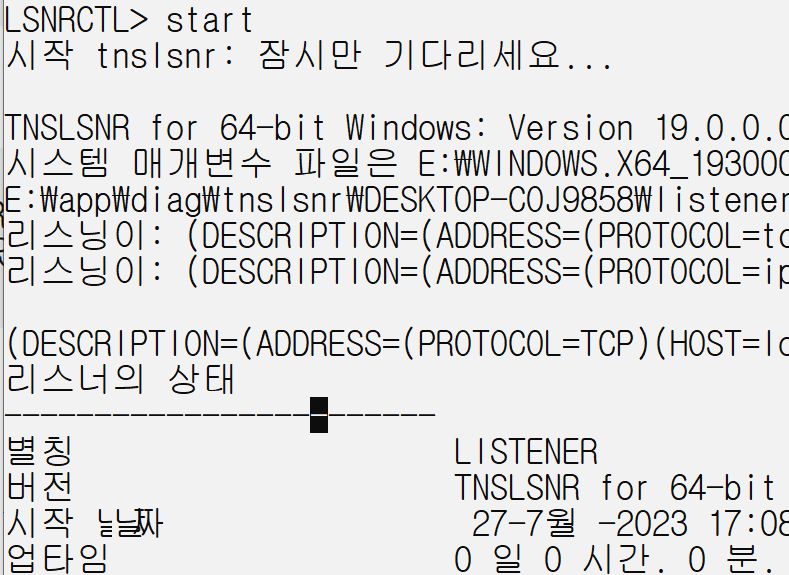 LSNRCTL> start
시작 tnslsnr: 잠시만 기다리세요...
TNSLSNR for 64-bit Windows: Version 19.0.0.0
시스템 매개변수 파일은 E:₩WINDOWS.X64_193000
E:₩app₩diag₩tnslsnr₩DESKTOP-COJ9858₩listener
리스닝이: (DESCRIPTION=(ADDRESS=(PROTOCOL=tc
리스닝이: (DESCRIPTION=(ADDRESS=(PROTOCOL=ip
(DESCRIPTION=(ADDRESS=(PROTOCOL=TCP)(HOST=lo
리스너의 상태
------------------------
별칭 LISTENER
버전 TNSLSNR for 64-bit
시작 날짜 27-7월 -2023 17:08
업타임 0 일 0 시간. 0 분.